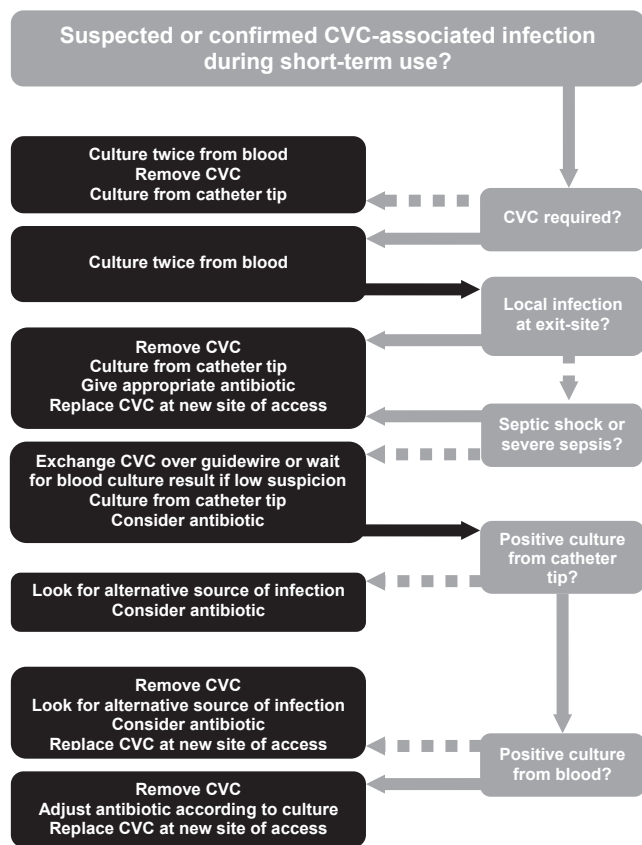 Suspected or confirmed CVC-associated infection
during short-term use?
Culture twice from blood
Remove CVC
Culture from catheter tip
CVC required?
Culture twice from blood
Local infection
at exit-site?
Remove CVC
Culture from catheter tip
Give appropriate antibiotic
Replace CVC at new site of access
Septic shock or
severe sepsis?
Exchange CVC over guidewire or wait
for blood culture result if low suspicion
Culture from catheter tip
Consider antibiotic
Positive culture
from catheter
tip?
Look for alternative source of infection
Consider antibiotic
Remove CVC
Look for alternative source of infection
Consider antibiotic
Replace CVC at new site of access
Positive culture
from blood?
Remove CVC
Adjust antibiotic according to culture
Replace CVC at new site of access